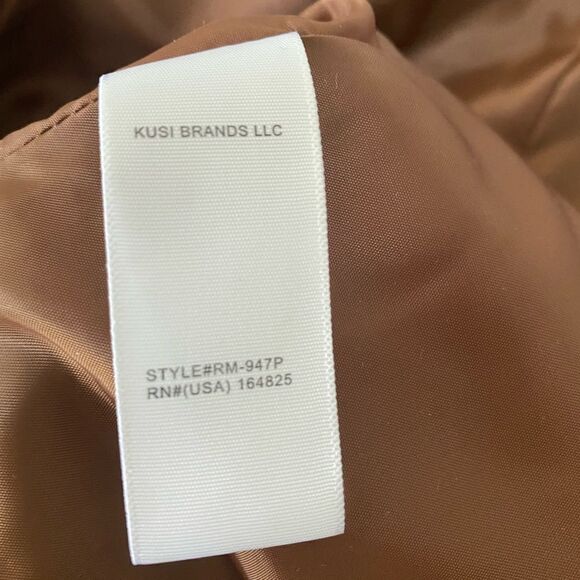 KUSI BRANDS LLC
STYLE#RM-947P
RN#(USA) 164825